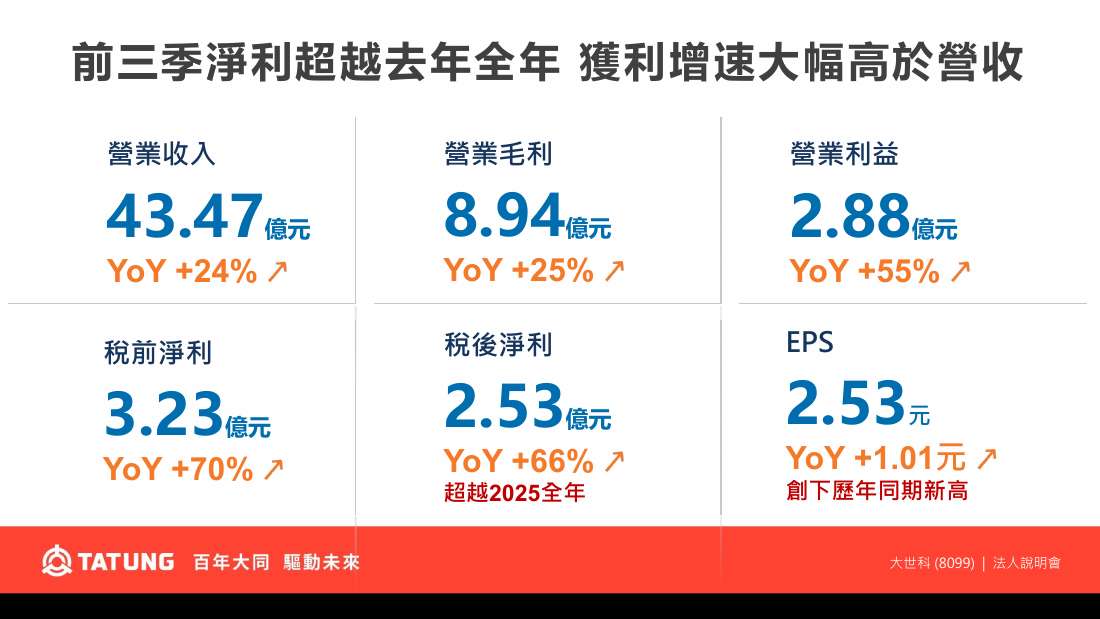 前三季淨利超越去年全年 獲利增速大幅高於營收
營業收入
43.47億元
YoY +24% ↗
營業毛利
8.94億元
YoY +25% ↗
營業利益
2.88億元
YoY +55% ↗
稅前淨利
3.23億元
YoY +70% ↗
稅後淨利
2.53億元
YoY +66% ↗
超越2025全年
EPS
2.53元
YoY +1.01元 ↗
創下歷年同期新高
TATUNG 百年大同 驅動未來
大世科 (8099) | 法人說明會